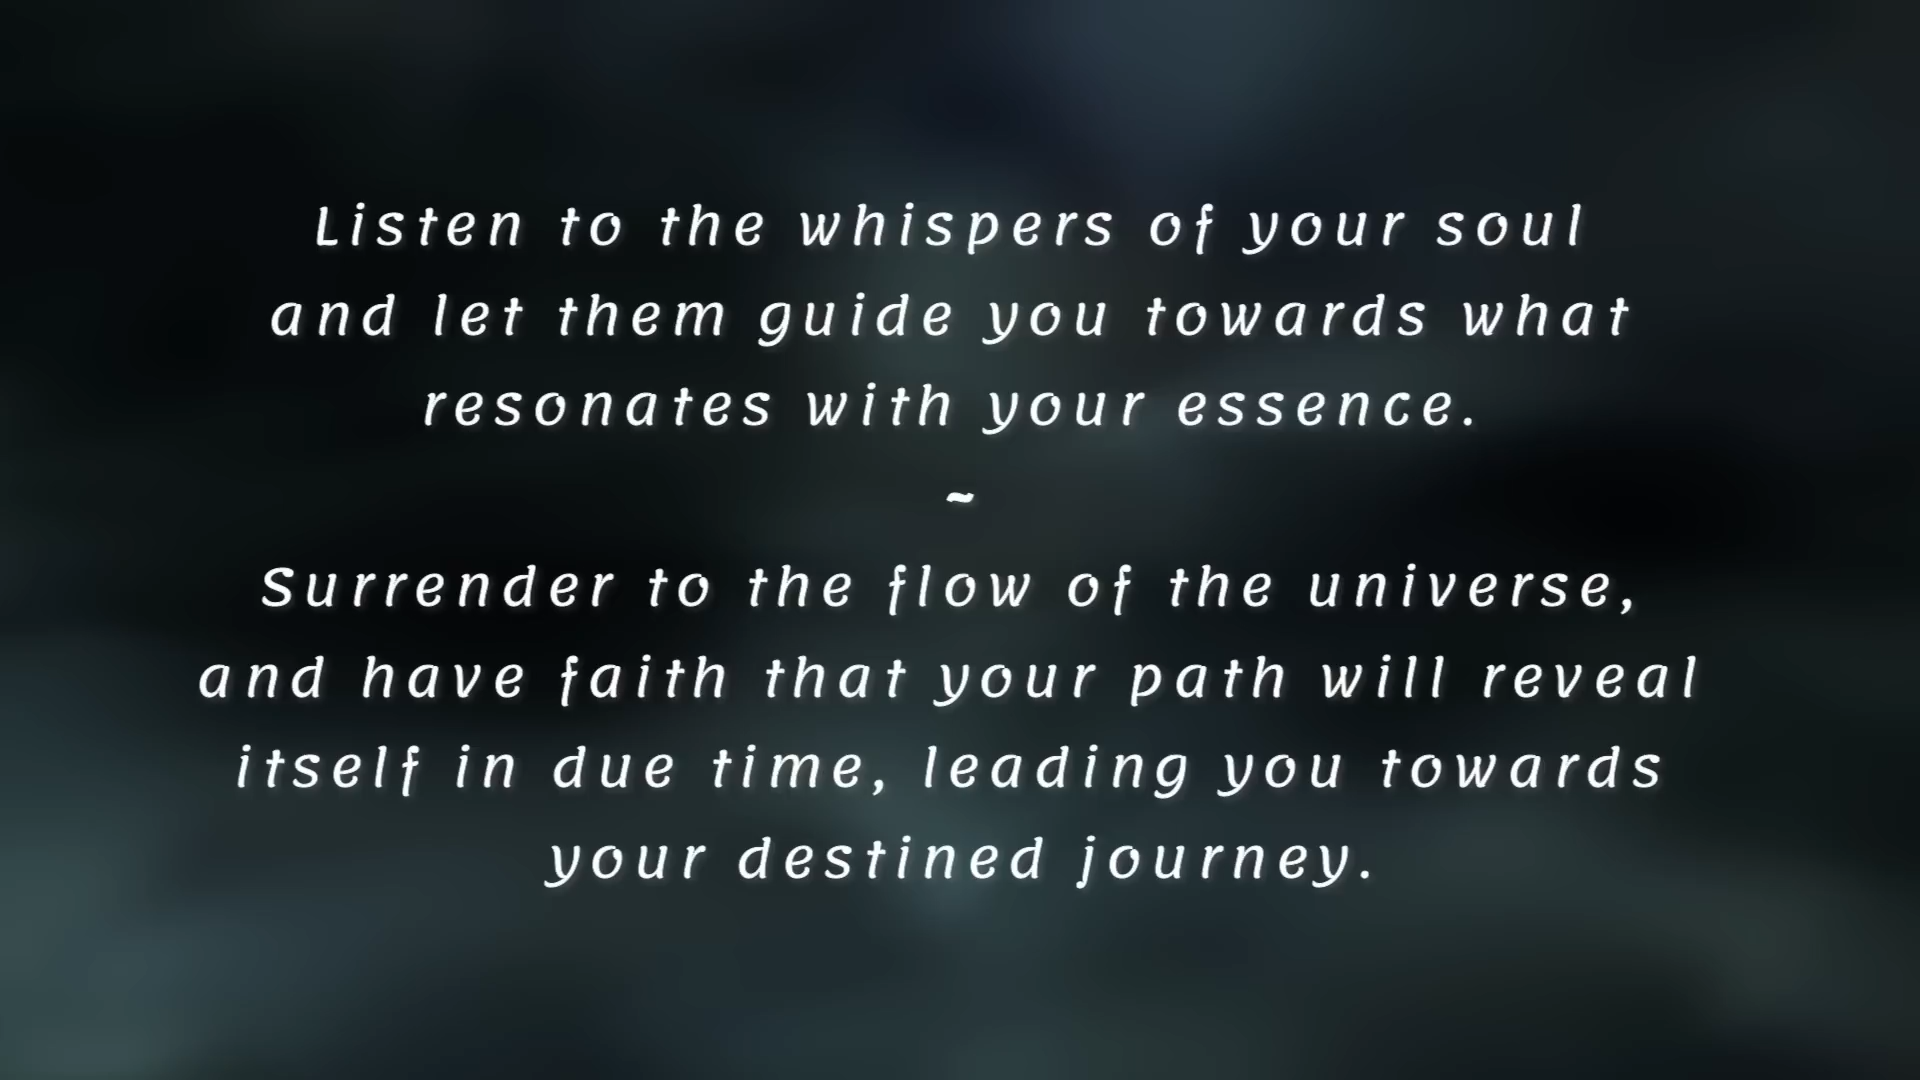 Listen to the whispers of your soul
and let them guide you towards what
resonates with your essence.
~
Surrender to the flow of the universe,
and have faith that your path will reveal
itself in due time, leading you towards
your destined journey.